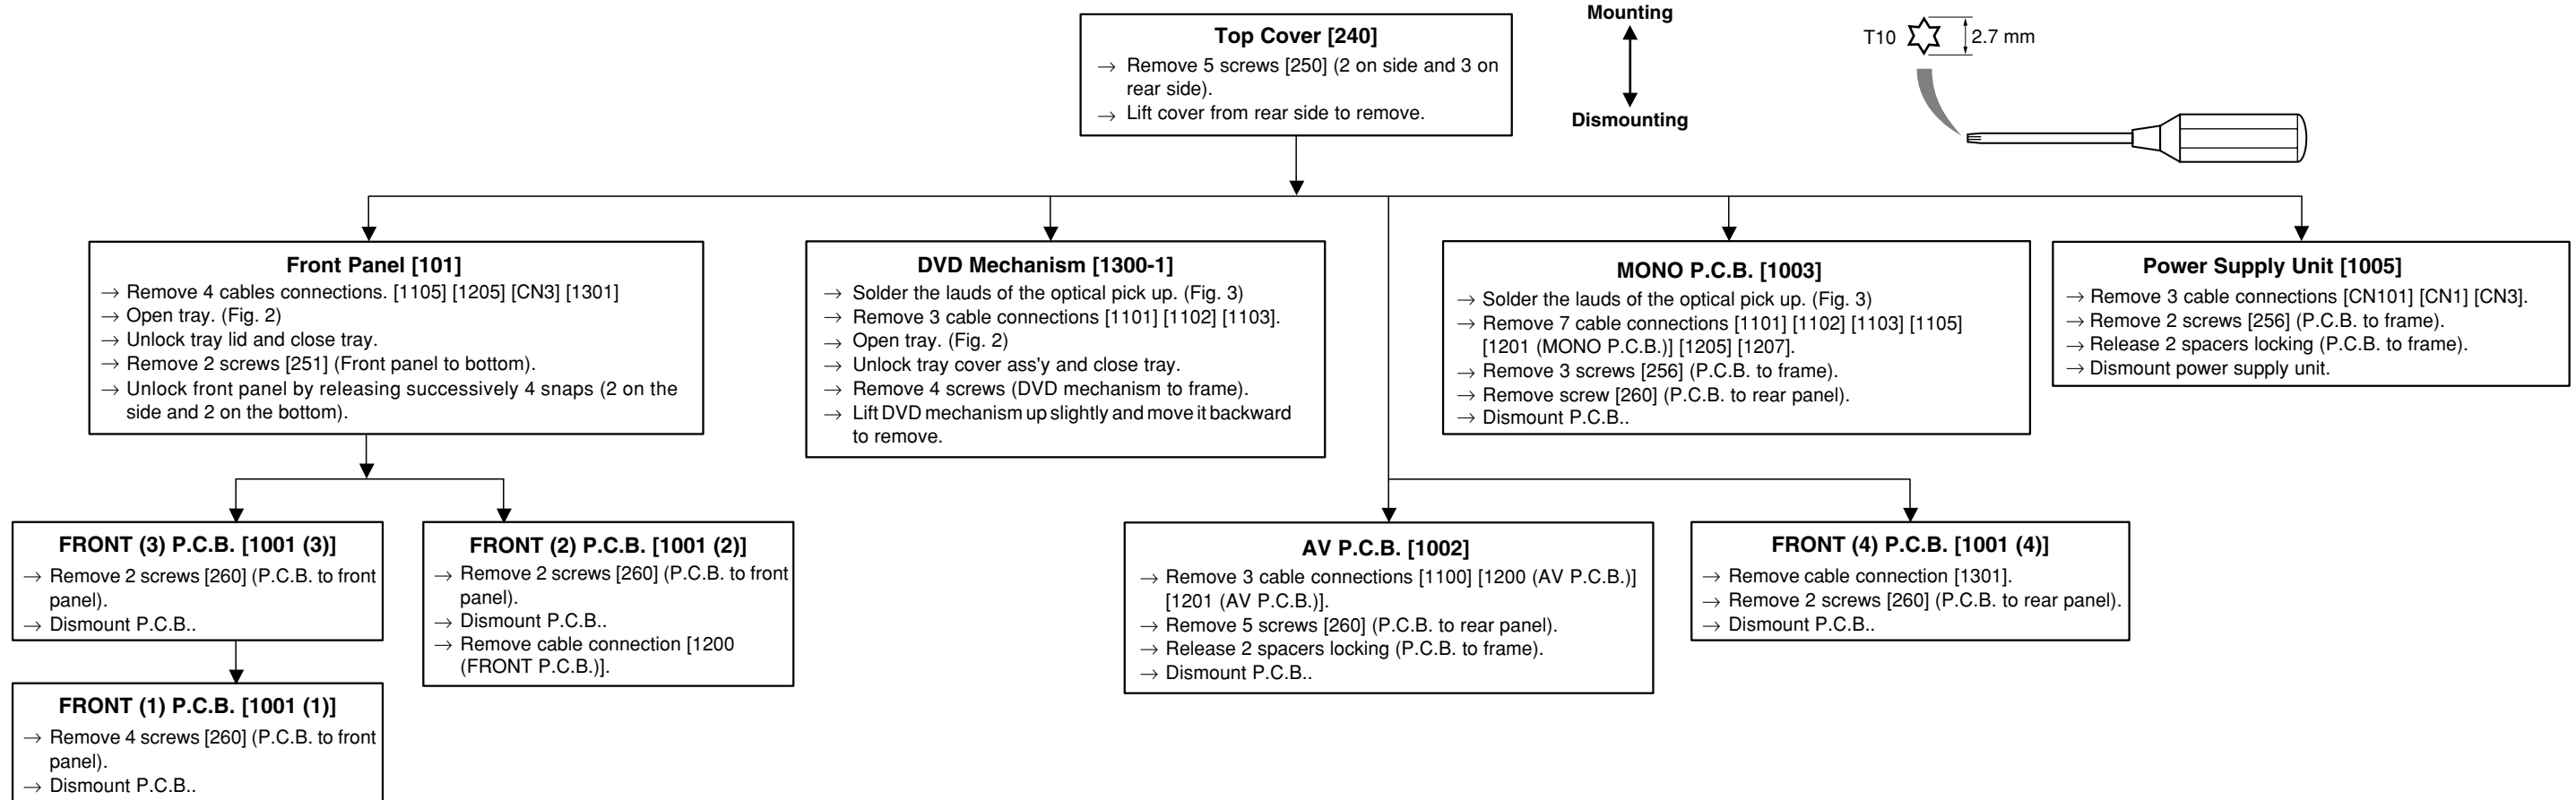 Top Cover [240]
→ Remove 5 screws [250] (2 on side and 3 on
rear side).
→ Lift cover from rear side to remove.
Mounting
Dismounting
T10
2.7 mm
Front Panel [101]
→ Remove 4 cables connections. [1105] [1205] [CN3] [1301]
→ Open tray. (Fig. 2)
→ Unlock tray lid and close tray.
→ Remove 2 screws [251] (Front panel to bottom).
→ Unlock front panel by releasing successively 4 snaps (2 on the
side and 2 on the bottom).
DVD Mechanism [1300-1]
→ Solder the lauds of the optical pick up. (Fig. 3)
→ Remove 3 cable connections [1101] [1102] [1103].
→ Open tray. (Fig. 2)
→ Unlock tray cover ass'y and close tray.
→ Remove 4 screws (DVD mechanism to frame).
→ Lift DVD mechanism up slightly and move it backward
to remove.
MONO P.C.B. [1003]
→ Solder the lauds of the optical pick up. (Fig. 3)
→ Remove 7 cable connections [1101] [1102] [1103] [1105]
[1201 (MONO P.C.B.)] [1205] [1207].
→ Remove 3 screws [256] (P.C.B. to frame).
→ Remove screw [260] (P.C.B. to rear panel).
→ Dismount P.C.B..
Power Supply Unit [1005]
→ Remove 3 cable connections [CN101] [CN1] [CN3].
→ Remove 2 screws [256] (P.C.B. to frame).
→ Release 2 spacers locking (P.C.B. to frame).
→ Dismount power supply unit.
FRONT (3) P.C.B. [1001 (3)]
→ Remove 2 screws [260] (P.C.B. to front
panel).
→ Dismount P.C.B..
FRONT (2) P.C.B. [1001 (2)]
→ Remove 2 screws [260] (P.C.B. to front
panel).
→ Dismount P.C.B..
→ Remove cable connection [1200
(FRONT P.C.B.)].
AV P.C.B. [1002]
→ Remove 3 cable connections [1100] [1200 (AV P.C.B.)]
[1201 (AV P.C.B.)].
→ Remove 5 screws [260] (P.C.B. to rear panel).
→ Release 2 spacers locking (P.C.B. to frame).
→ Dismount P.C.B..
FRONT (4) P.C.B. [1001 (4)]
→ Remove cable connection [1301].
→ Remove 2 screws [260] (P.C.B. to rear panel).
→ Dismount P.C.B..
FRONT (1) P.C.B. [1001 (1)]
→ Remove 4 screws [260] (P.C.B. to front
panel).
→ Dismount P.C.B..